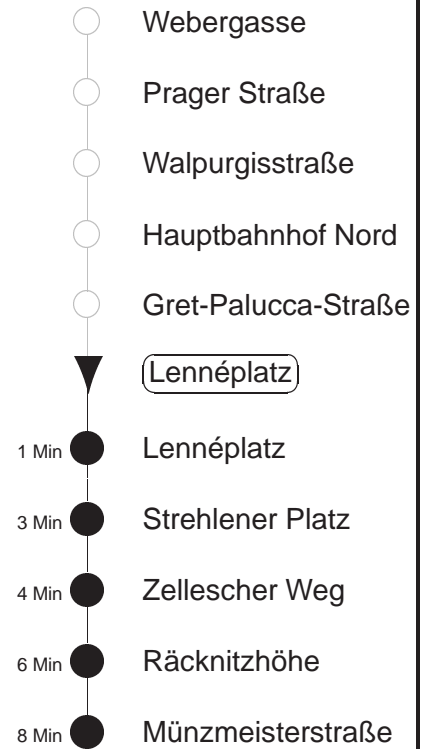 Webergasse
Prager Straße
Walpurgisstraße
Hauptbahnhof Nord
Gret-Palucca-Straße
Lennéplatz
1 Min Lennéplatz
3 Min Strehlener Platz
4 Min Zellescher Weg
6 Min Räcknitzhöhe
8 Min Münzmeisterstraße